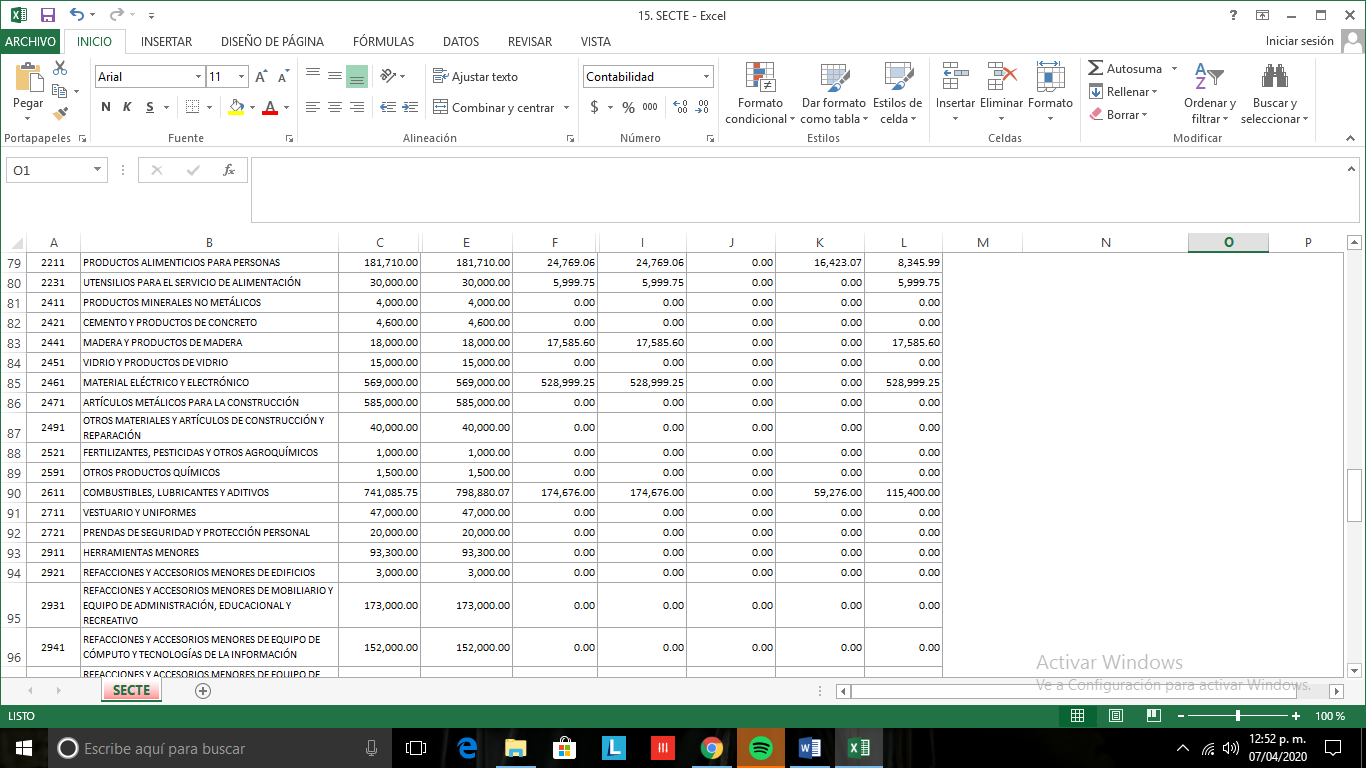 15. SECTE - Excel
?
ARCHIVO INICIO INSERTAR DISEÑO DE PÁGINA FÓRMULAS DATOS REVISAR VISTA Iniciar sesión
Pegar
Portapapeles
Arial 11
N K S
Fuente
Ajustar texto
Combinar y centrar
Alineación
Contabilidad
$ % 000
Número
Formato condicional
Dar formato como tabla
Estilos de celda
Estilos
Insertar Eliminar Formato
Celdas
Autosuma
Rellenar
Borrar
Ordenar y filtrar
Buscar y seleccionar
Modificar
O1 fx
A B C E F I J K L M N O P
79 2211 PRODUCTOS ALIMENTICIOS PARA PERSONAS 181,710.00 181,710.00 24,769.06 24,769.06 0.00 16,423.07 8,345.99
80 2231 UTENSILIOS PARA EL SERVICIO DE ALIMENTACIÓN 30,000.00 30,000.00 5,999.75 5,999.75 0.00 0.00 5,999.75
81 2411 PRODUCTOS MINERALES NO METÁLICOS 4,000.00 4,000.00 0.00 0.00 0.00 0.00 0.00
82 2421 CEMENTO Y PRODUCTOS DE CONCRETO 4,600.00 4,600.00 0.00 0.00 0.00 0.00 0.00
83 2441 MADERA Y PRODUCTOS DE MADERA 18,000.00 18,000.00 17,585.60 17,585.60 0.00 0.00 17,585.60
84 2451 VIDRIO Y PRODUCTOS DE VIDRIO 15,000.00 15,000.00 0.00 0.00 0.00 0.00 0.00
85 2461 MATERIAL ELÉCTRICO Y ELECTRÓNICO 569,000.00 569,000.00 528,999.25 528,999.25 0.00 0.00 528,999.25
86 2471 ARTÍCULOS METÁLICOS PARA LA CONSTRUCCIÓN 585,000.00 585,000.00 0.00 0.00 0.00 0.00 0.00
87 2491 OTROS MATERIALES Y ARTÍCULOS DE CONSTRUCCIÓN Y
REPARACIÓN 40,000.00 40,000.00 0.00 0.00 0.00 0.00 0.00
88 2521 FERTILIZANTES, PESTICIDAS Y OTROS AGROQUÍMICOS 1,000.00 1,000.00 0.00 0.00 0.00 0.00 0.00
89 2591 OTROS PRODUCTOS QUÍMICOS 1,500.00 1,500.00 0.00 0.00 0.00 0.00 0.00
90 2611 COMBUSTIBLES, LUBRICANTES Y ADITIVOS 741,085.75 798,880.07 174,676.00 174,676.00 0.00 59,276.00 115,400.00
91 2711 VESTUARIO Y UNIFORMES 47,000.00 47,000.00 0.00 0.00 0.00 0.00 0.00
92 2721 PRENDAS DE SEGURIDAD Y PROTECCIÓN PERSONAL 20,000.00 20,000.00 0.00 0.00 0.00 0.00 0.00
93 2911 HERRAMIENTAS MENORES 93,300.00 93,300.00 0.00 0.00 0.00 0.00 0.00
94 2921 REFACCIONES Y ACCESORIOS MENORES DE EDIFICIOS 3,000.00 3,000.00 0.00 0.00 0.00 0.00 0.00
95 2931 REFACCIONES Y ACCESORIOS MENORES DE MOBILIARIO Y
EQUIPO DE ADMINISTRACIÓN, EDUCACIONAL Y
RECREATIVO 173,000.00 173,000.00 0.00 0.00 0.00 0.00 0.00
96 2941 REFACCIONES Y ACCESORIOS MENORES DE EQUIPO DE
CÓMPUTO Y TECNOLOGÍAS DE LA INFORMACIÓN 152,000.00 152,000.00 0.00 0.00 0.00 0.00 0.00
REFACCIONES Y ACCESORIOS MENORES DE EQUIPO DE
Activar Windows
Ve a Configuración para activar Windows.
SECTE
LISTO 100 %
Escribe aquí para buscar
12:52 p. m.
07/04/2020